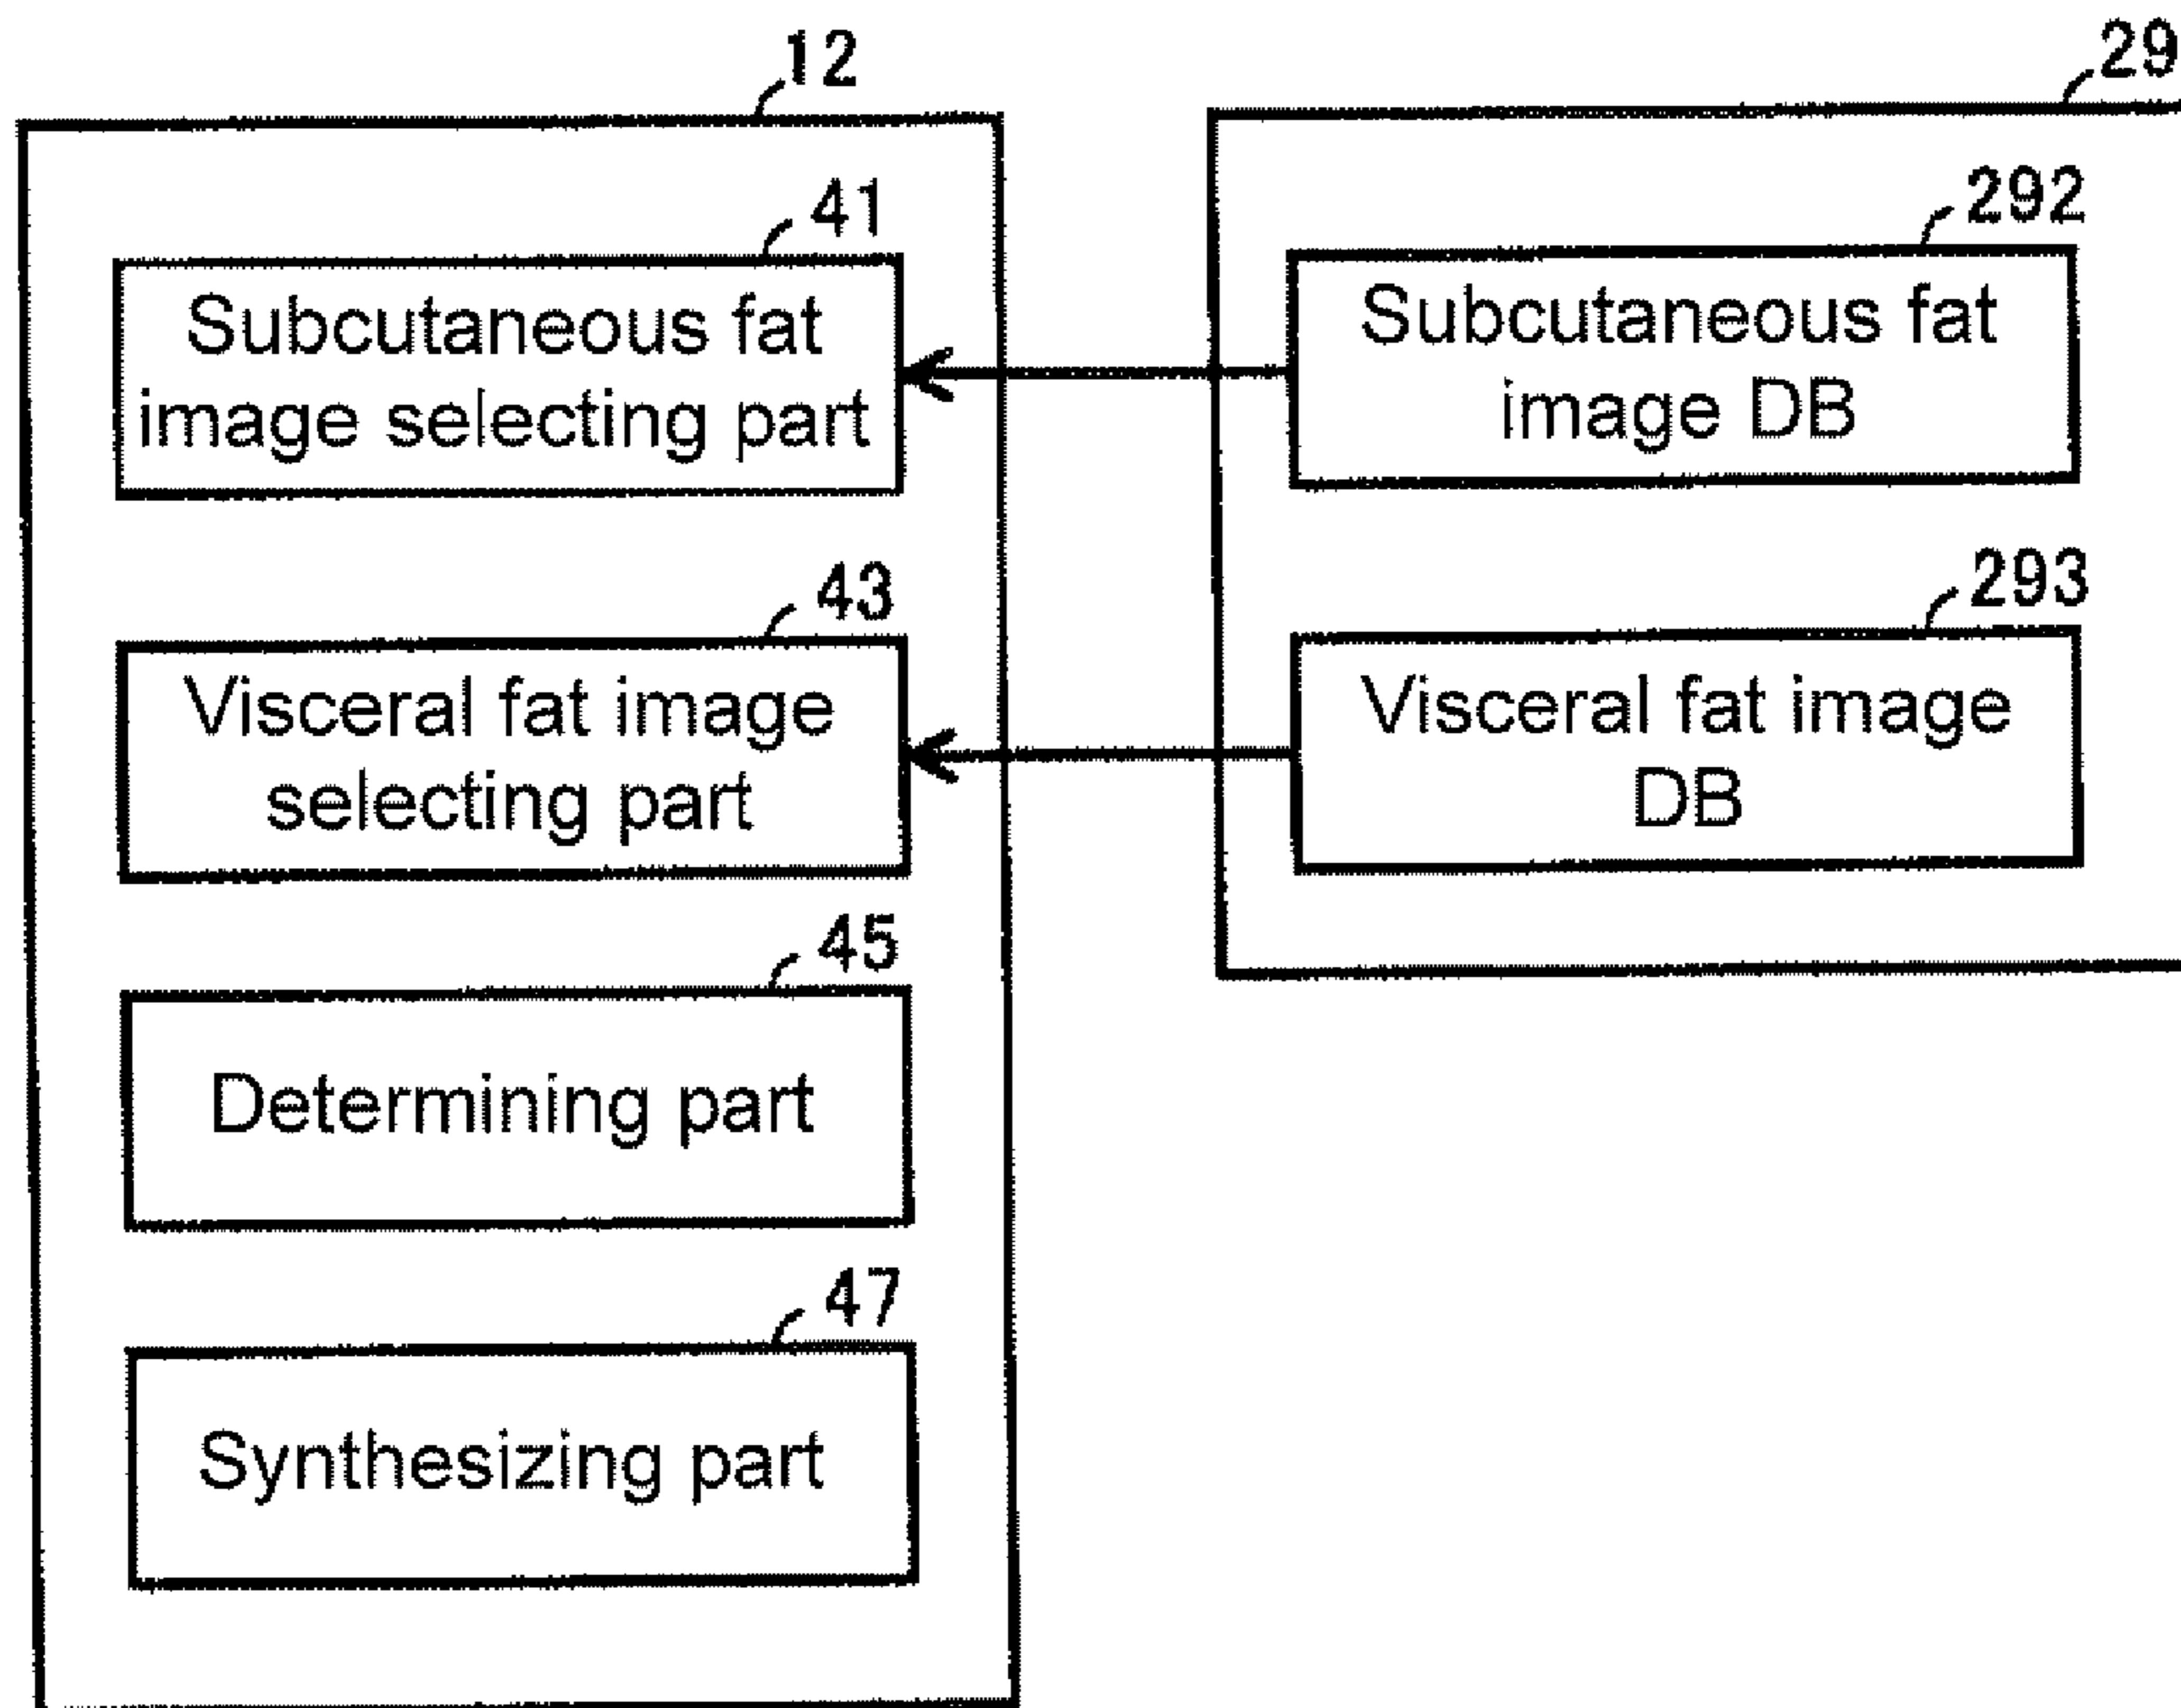 12
41
Subcutaneous fat
image selecting part
43
Visceral fat image
selecting part
45
Determining part
47
Synthesizing part
29
292
Subcutaneous fat
image DB
293
Visceral fat image
DB